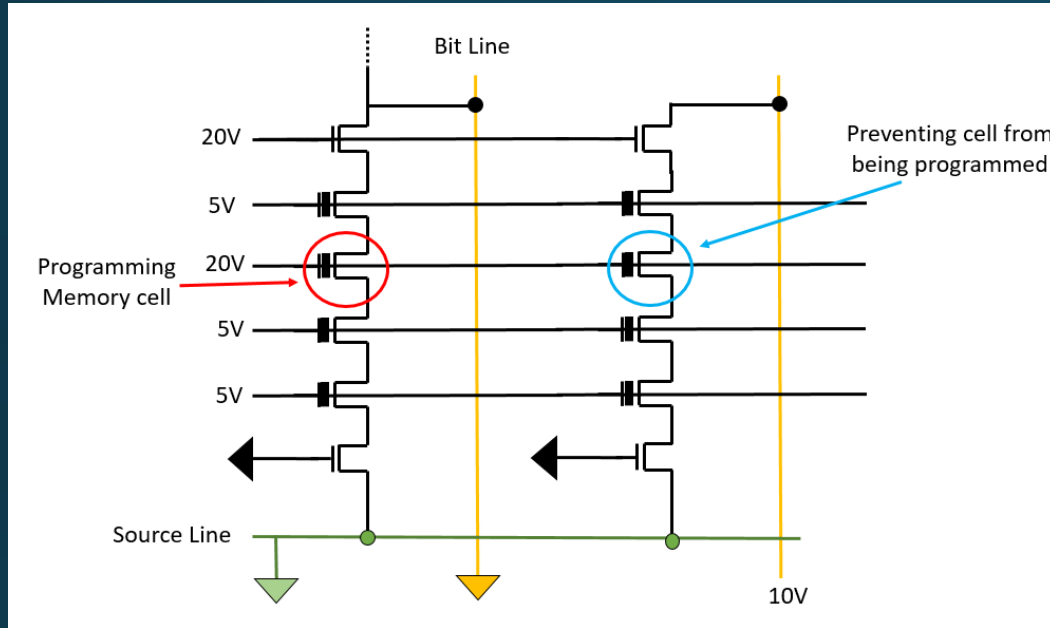 Bit Line
20V
Preventing cell from
being programmed
5V
Programming
Memory cell
20V
5V
5V
Source Line
10V